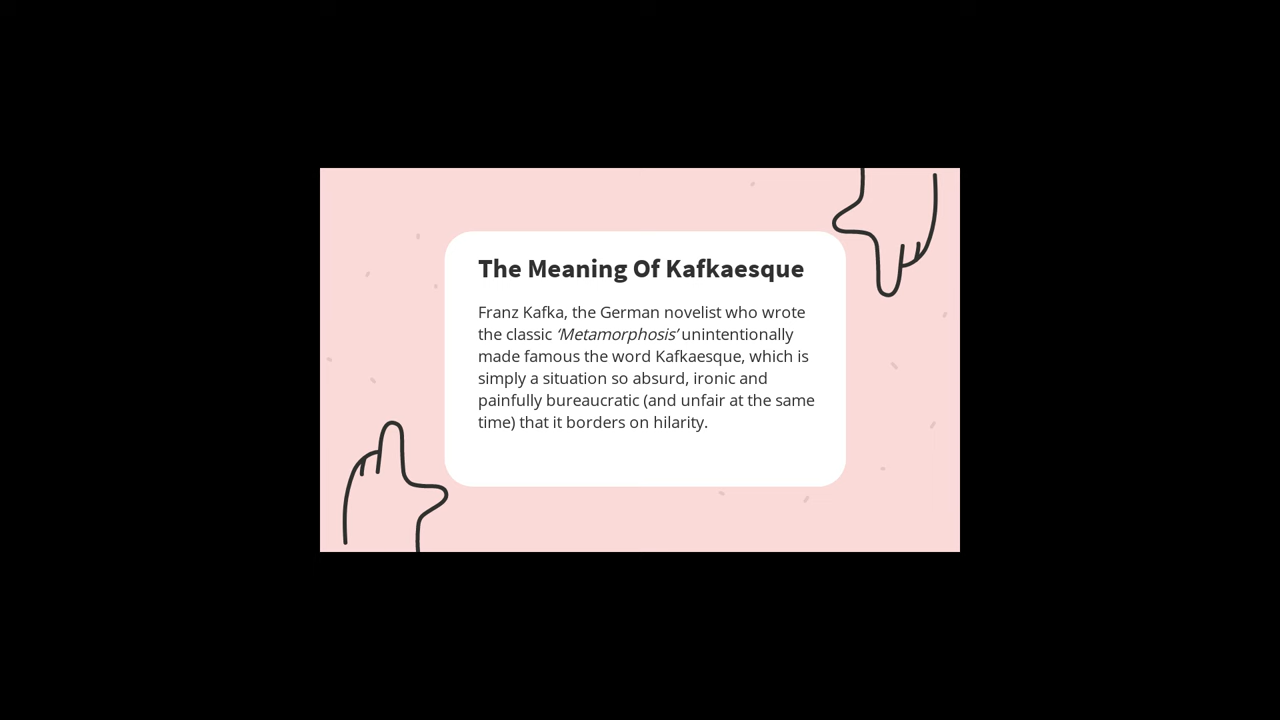 The Meaning Of Kafkaesque
Franz Kafka, the German novelist who wrote
the classic ‘Metamorphosis’ unintentionally
made famous the word Kafkaesque, which is
simply a situation so absurd, ironic and
painfully bureaucratic (and unfair at the same
time) that it borders on hilarity.